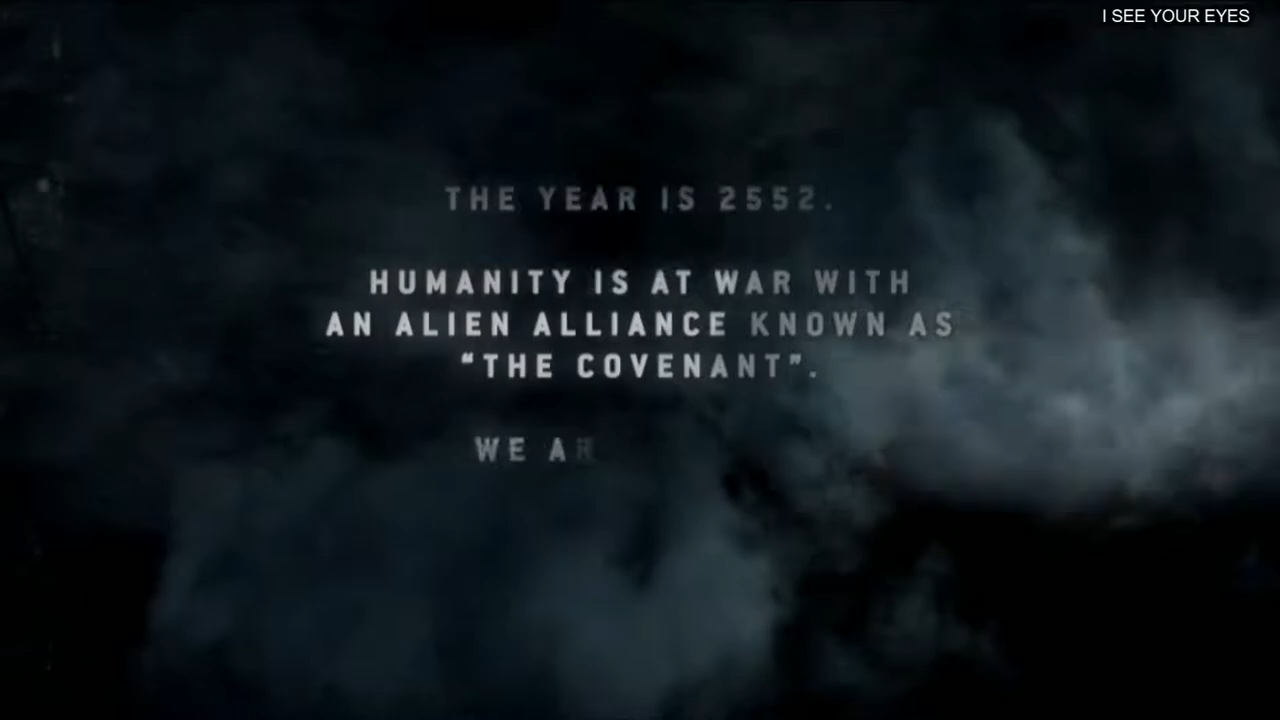 I SEE YOUR EYES
THE YEAR IS 2552.
HUMANITY IS AT WAR WITH
AN ALIEN ALLIANCE KNOWN AS
“THE COVENANT”.
WE AR